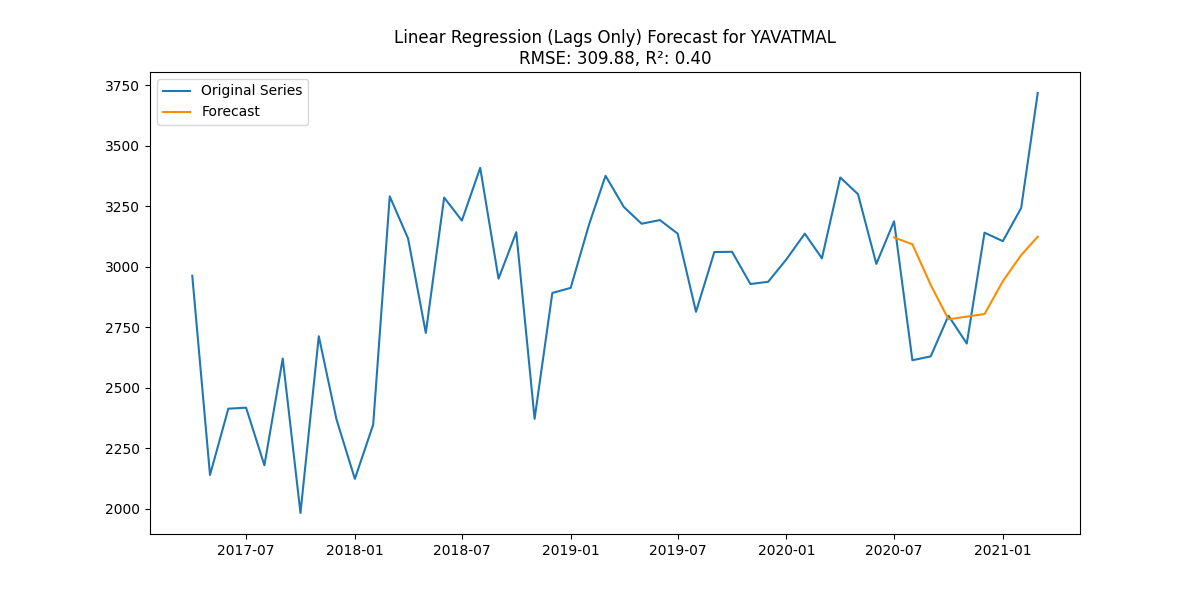 Linear Regression (Lags Only) Forecast for YAVATMAL
RMSE: 309.88, R²: 0.40
Original Series
Forecast
3750
3500
3250
3000
2750
2500
2250
2000
2017-07 2018-01 2018-07 2019-01 2019-07 2020-01 2020-07 2021-01